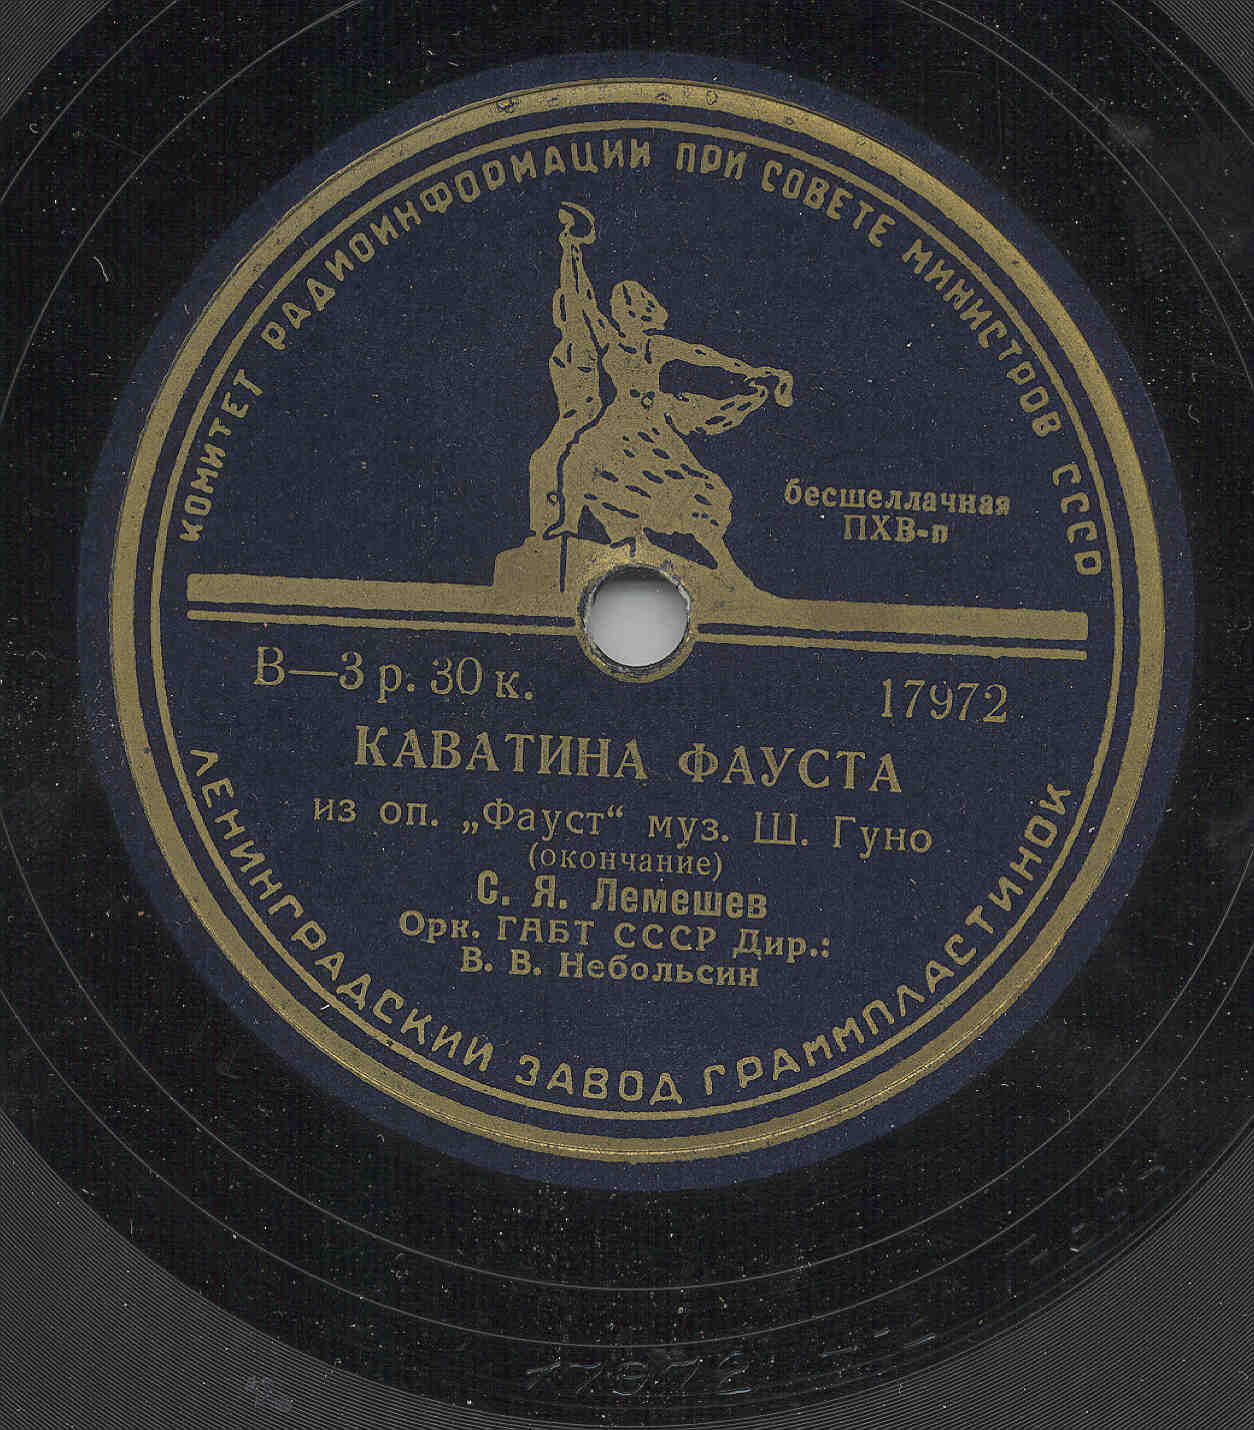 КОМИТЕТ РАДИОИНФОРМАЦИИ ПРИ СОВЕТЕ МИНИСТРОВ СССР
бесшеллачная
ПХВ-п
В—3 р. 30 к.
17972
КАВАТИНА ФАУСТА
из оп. „Фауст“ муз. Ш. Гуно
(окончание)
С. Я. Лемешев
Орк. ГАБТ СССР Дир.:
В. В. Небольсин
ЛЕНИНГРАДСКИЙ ЗАВОД ГРАММПЛАСТИНОК
17972